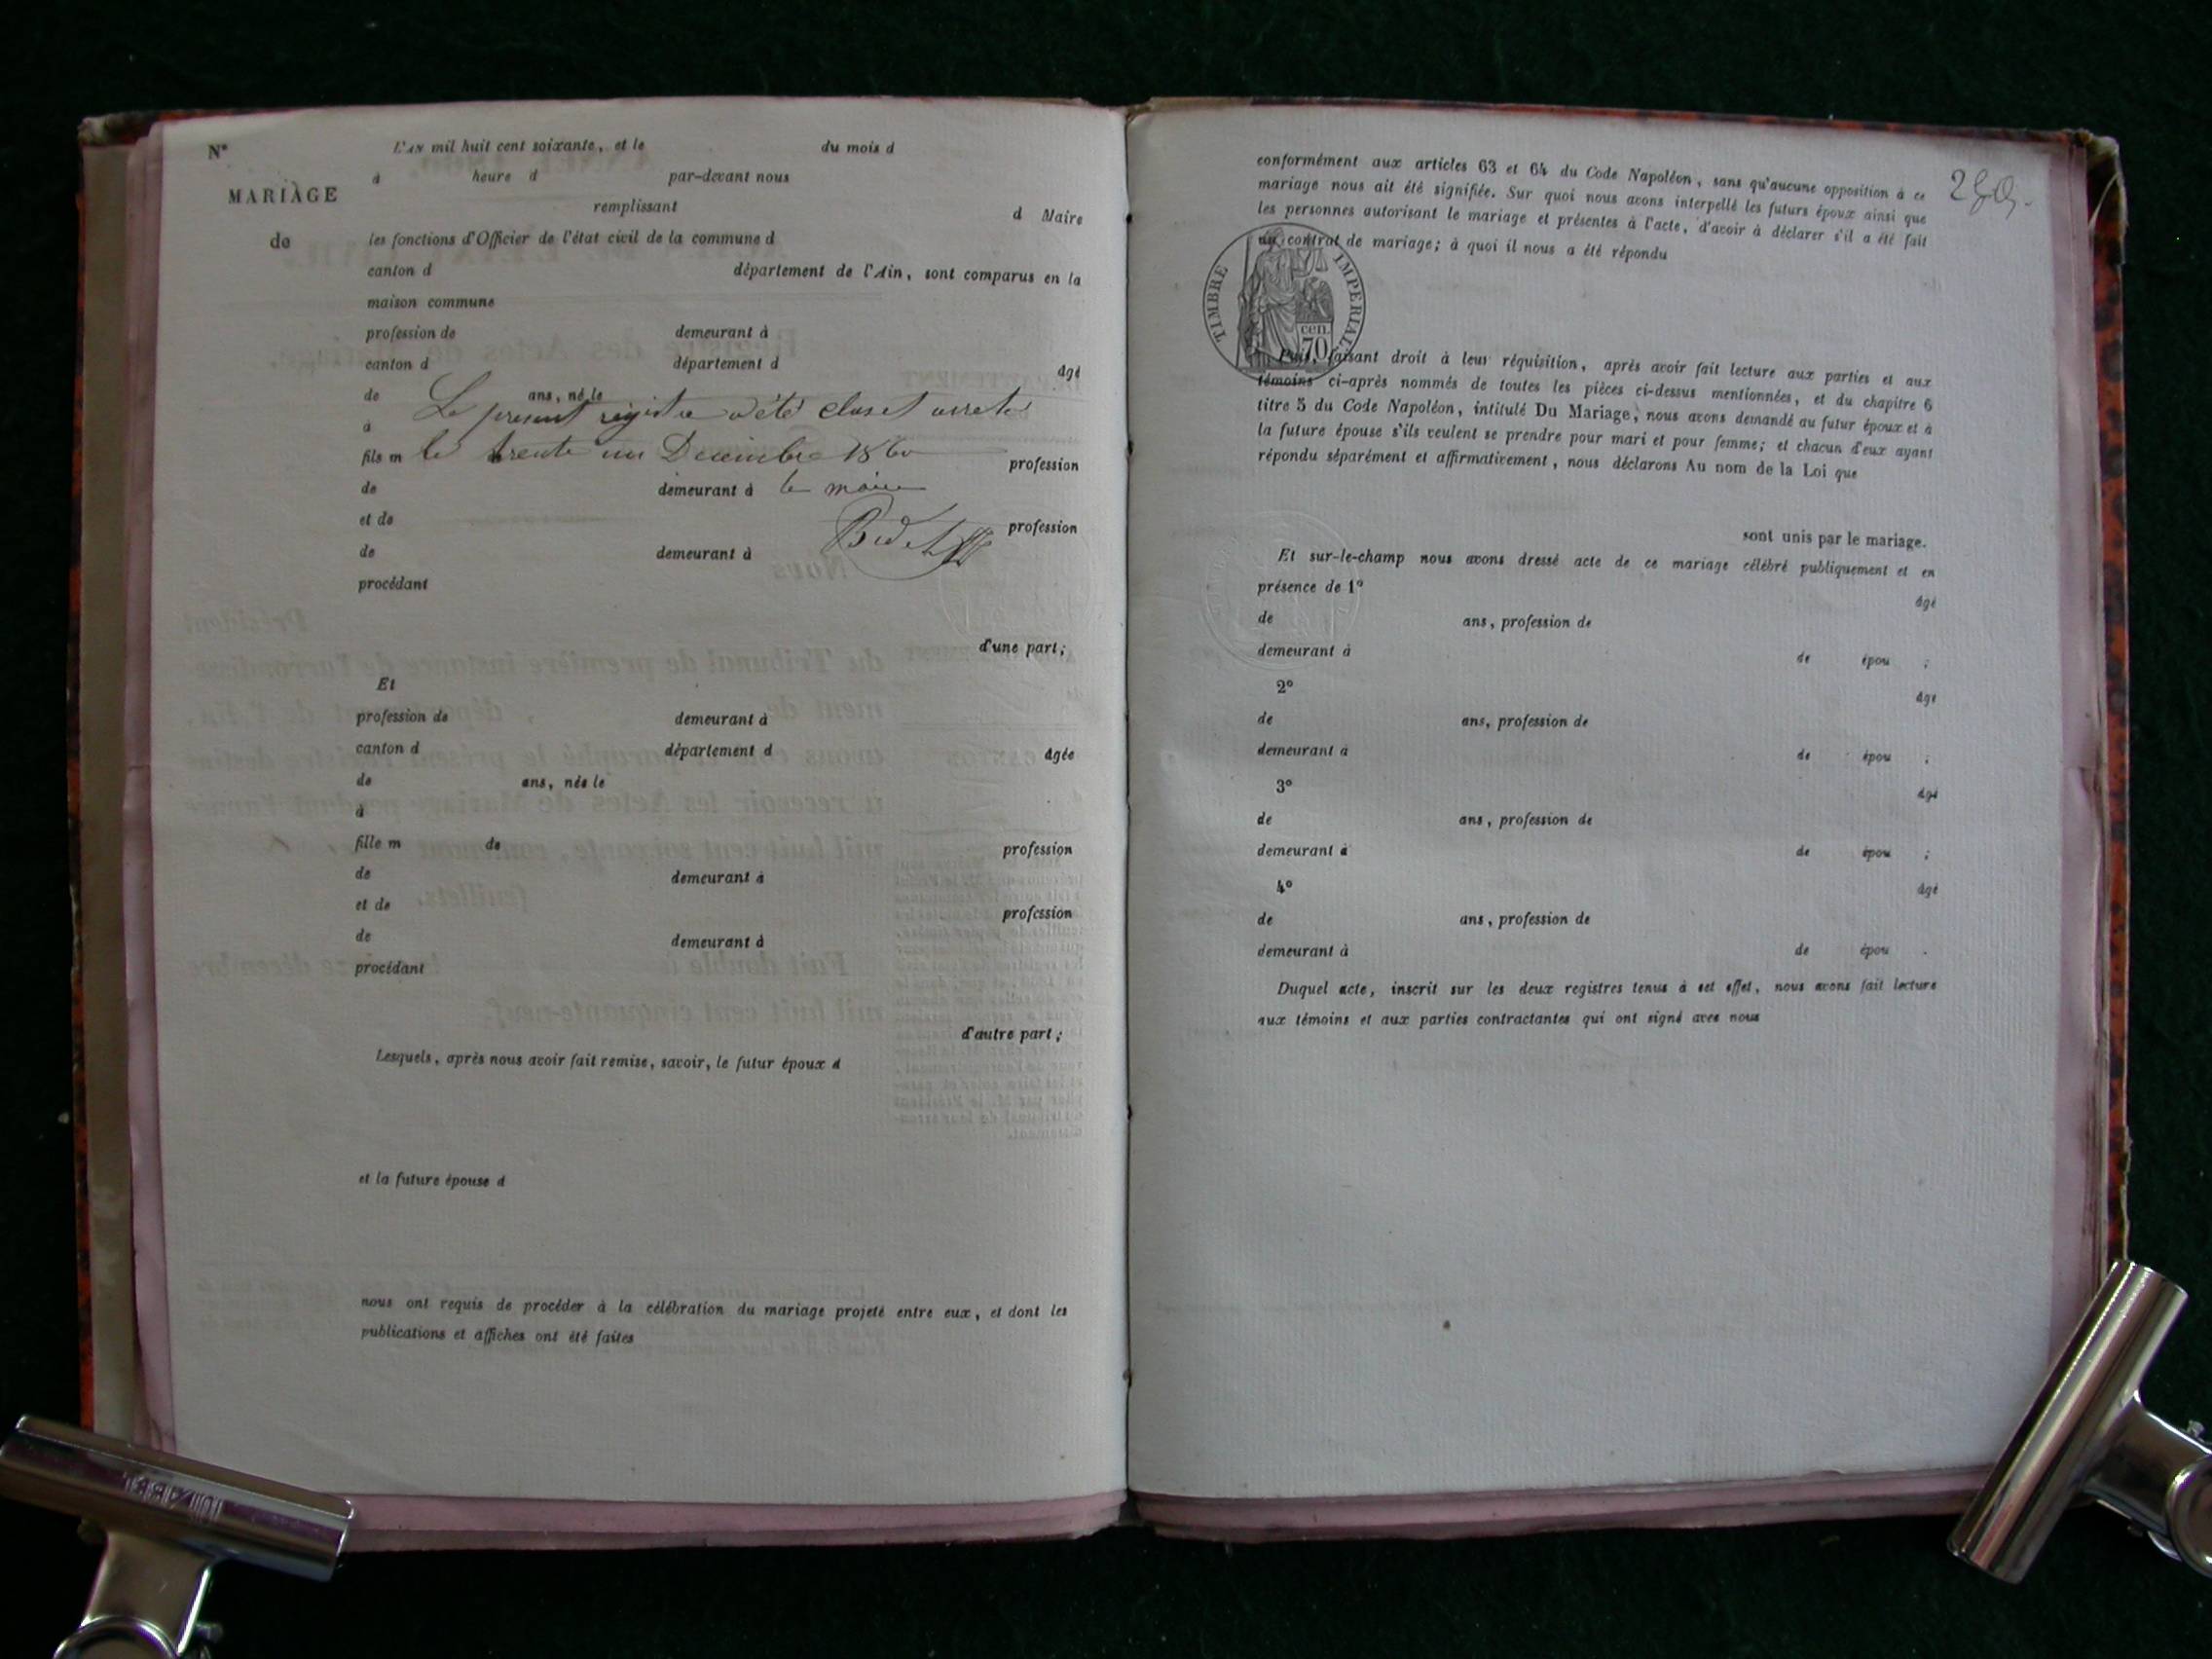 N°
MARIAGE
de
L'AN mil huit cent soixante, et le du mois d
à heure d par-devant nous
remplissant d Maire
les fonctions d'Officier de l'état civil de la commune d
canton d département de l'Ain, sont comparus en la
maison commune
profession de demeurant à
canton d département d âgé
de ans, né le
Le present registre a été clos et arreté
à
fils m le trente un Decembre 1860 profession
de demeurant à le maire
et de profession
de demeurant à
procédant
d'une part;
Et
profession de demeurant à
canton d département d âgée
de ans, née le
à
fille m de profession
de demeurant à
et de profession
de demeurant à
procédant
d'autre part;
Lesquels, après nous avoir fait remise, savoir, le futur époux d
et la future épouse d
nous ont requis de procéder à la célébration du mariage projeté entre eux, et dont les
publications et affiches ont été faites
conformément aux articles 63 et 64 du Code Napoléon, sans qu'aucune opposition à ce
mariage nous ait été signifiée. Sur quoi nous avons interpellé les futurs époux ainsi que
les personnes autorisant le mariage et présentes à l'acte, d'avoir à déclarer s'il a été fait
un contrat de mariage; à quoi il nous a été répondu
TIMBRE IMPERIAL
cen.
70
Puis, faisant droit à leur réquisition, après avoir fait lecture aux parties et aux
témoins ci-après nommés de toutes les pièces ci-dessus mentionnées, et du chapitre 6
titre 5 du Code Napoléon, intitulé Du Mariage, nous avons demandé au futur époux et à
la future épouse s'ils veulent se prendre pour mari et pour femme; et chacun d'eux ayant
répondu séparément et affirmativement, nous déclarons Au nom de la Loi que
sont unis par le mariage.
Et sur-le-champ nous avons dressé acte de ce mariage célébré publiquement et en
présence de 1° âgé
de ans, profession de
demeurant à de épou ;
2° âgé
de ans, profession de
demeurant à de épou ;
3° âgé
de ans, profession de
demeurant à de épou ;
4° âgé
de ans, profession de
demeurant à de épou .
Duquel acte, inscrit sur les deux registres tenus à cet effet, nous avons fait lecture
aux témoins et aux parties contractantes qui ont signé avec nous